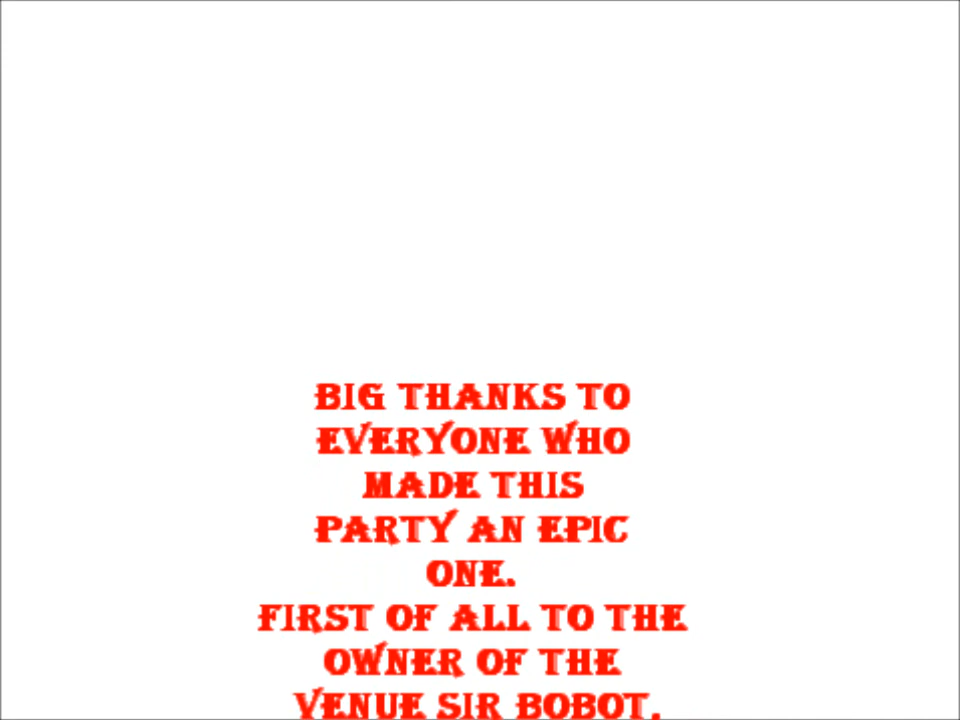 BIG THANKS TO
EVERYONE WHO
MADE THIS
PARTY AN EPIC
ONE.
FIRST OF ALL TO THE
OWNER OF THE
VENUE SIR BOBOT.